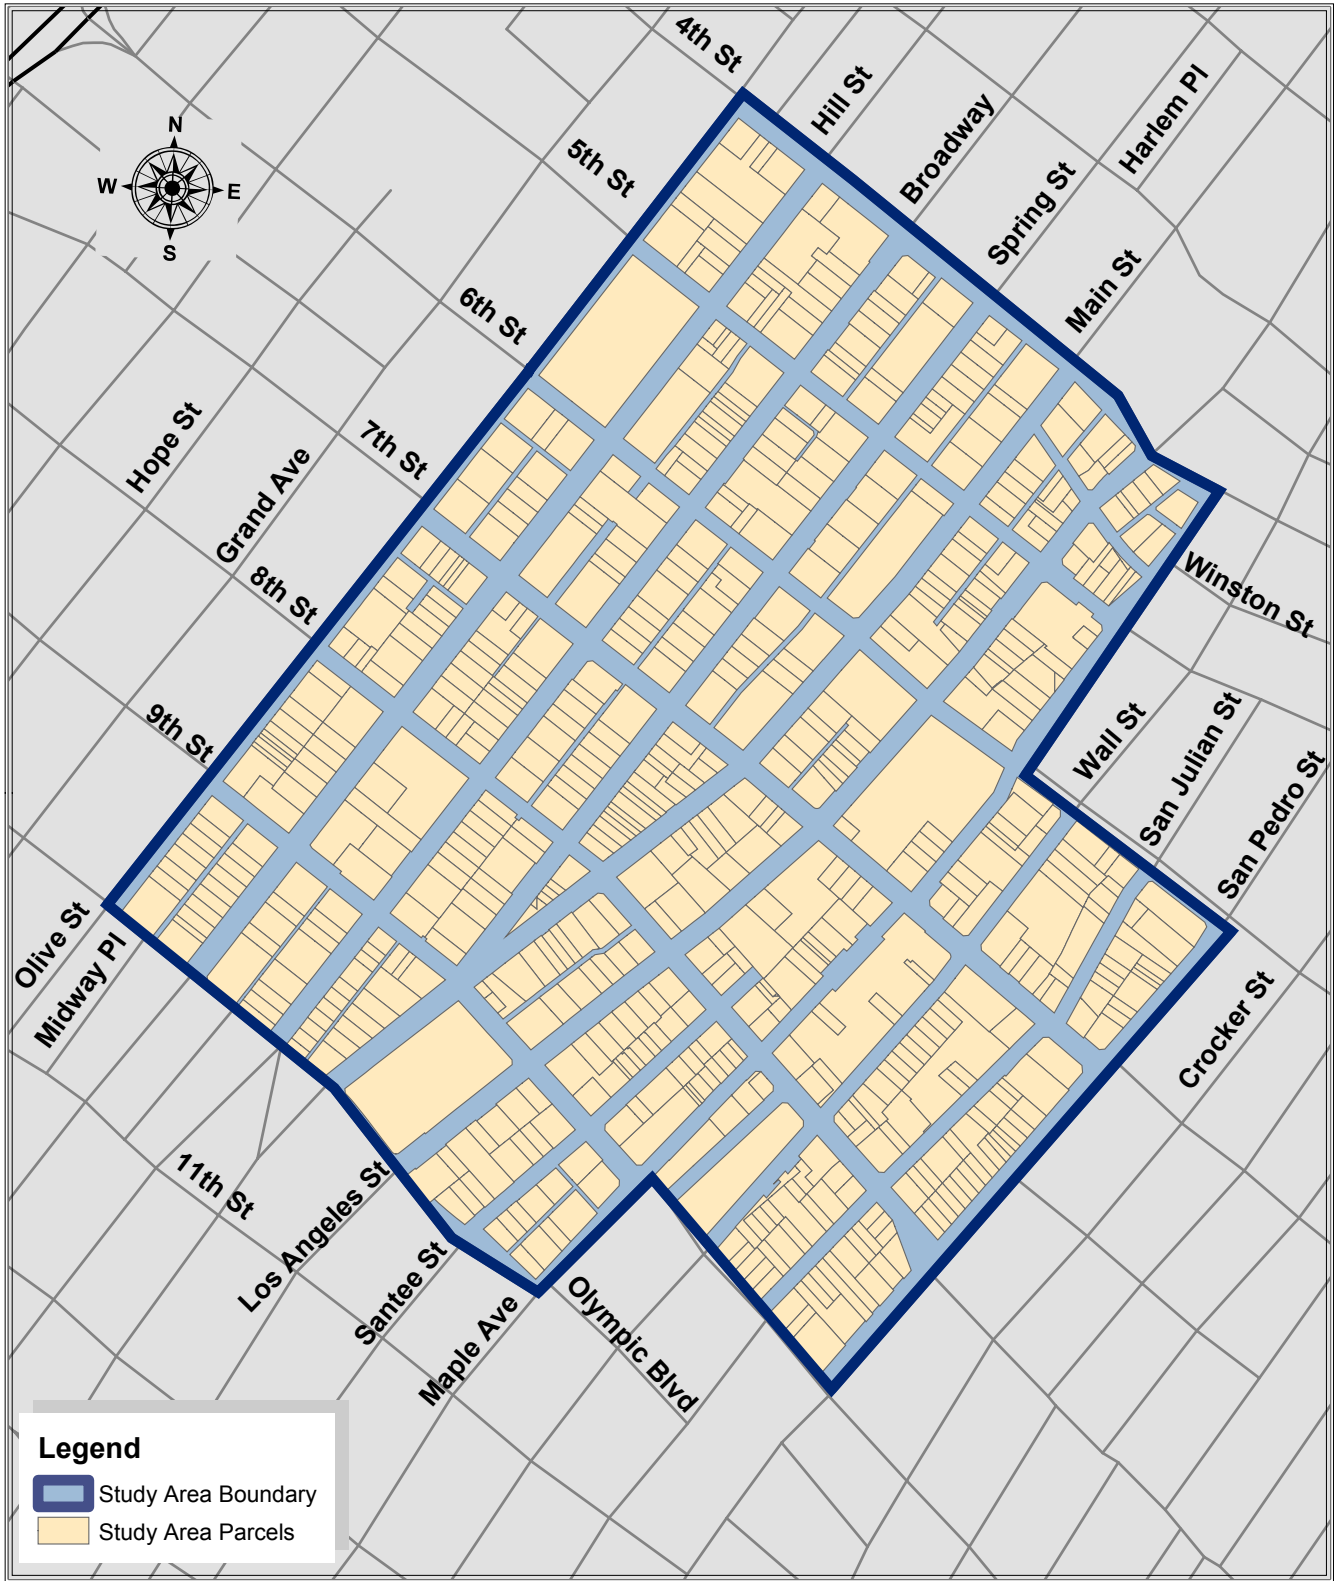 4th St
Hill St
Harlem Pl
Broadway
5th St
Spring St
N
W
E
S
Main St
6th St
Hope St
7th St
Grand Ave
8th St
Winston St
9th St
Wall St
San Julian St
San Pedro St
Olive St
Midway Pl
Crocker St
11th St
Los Angeles St
Santee St
Maple Ave
Olympic Blvd
Legend
Study Area Boundary
Study Area Parcels